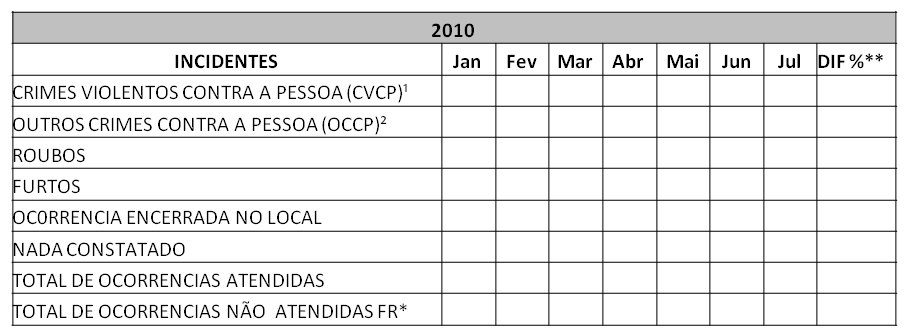 2010
INCIDENTES Jan Fev Mar Abr Mai Jun Jul DIF %**
CRIMES VIOLENTOS CONTRA A PESSOA (CVCP)¹
OUTROS CRIMES CONTRA A PESSOA (OCCP)²
ROUBOS
FURTOS
OC0RRENCIA ENCERRADA NO LOCAL
NADA CONSTATADO
TOTAL DE OCORRENCIAS ATENDIDAS
TOTAL DE OCORRENCIAS NÃO ATENDIDAS FR*